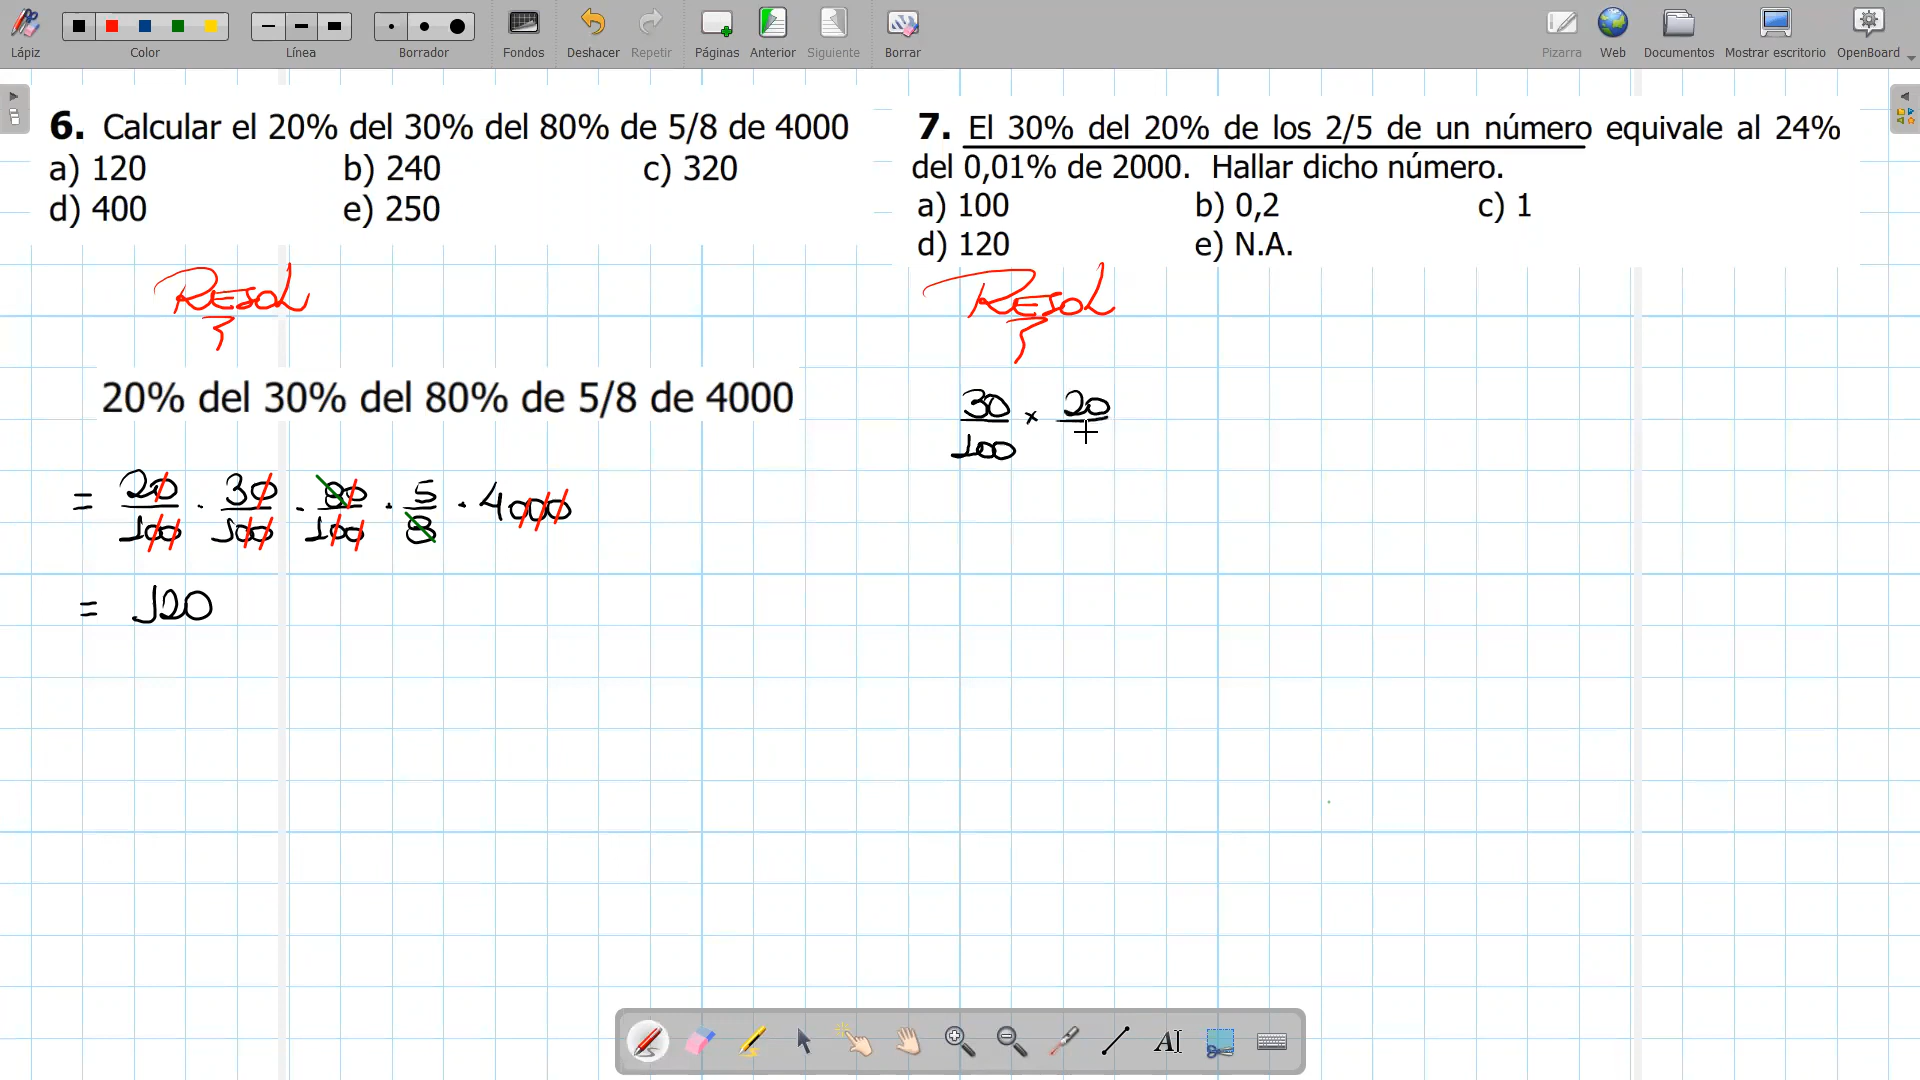 Lápiz Color Línea Borrador Fondos Deshacer Repetir Páginas Anterior Siguiente Borrar Pizarra Web Documentos Mostrar escritorio OpenBoard
6. Calcular el 20% del 30% del 80% de 5/8 de 4000
a) 120 b) 240 c) 320
d) 400 e) 250
RESOL
20% del 30% del 80% de 5/8 de 4000
= 20/100 · 30/100 · 80/100 · 5/8 · 4000
= 120
7. El 30% del 20% de los 2/5 de un número equivale al 24%
del 0,01% de 2000. Hallar dicho número.
a) 100 b) 0,2 c) 1
d) 120 e) N.A.
RESOL
30/100 × 20